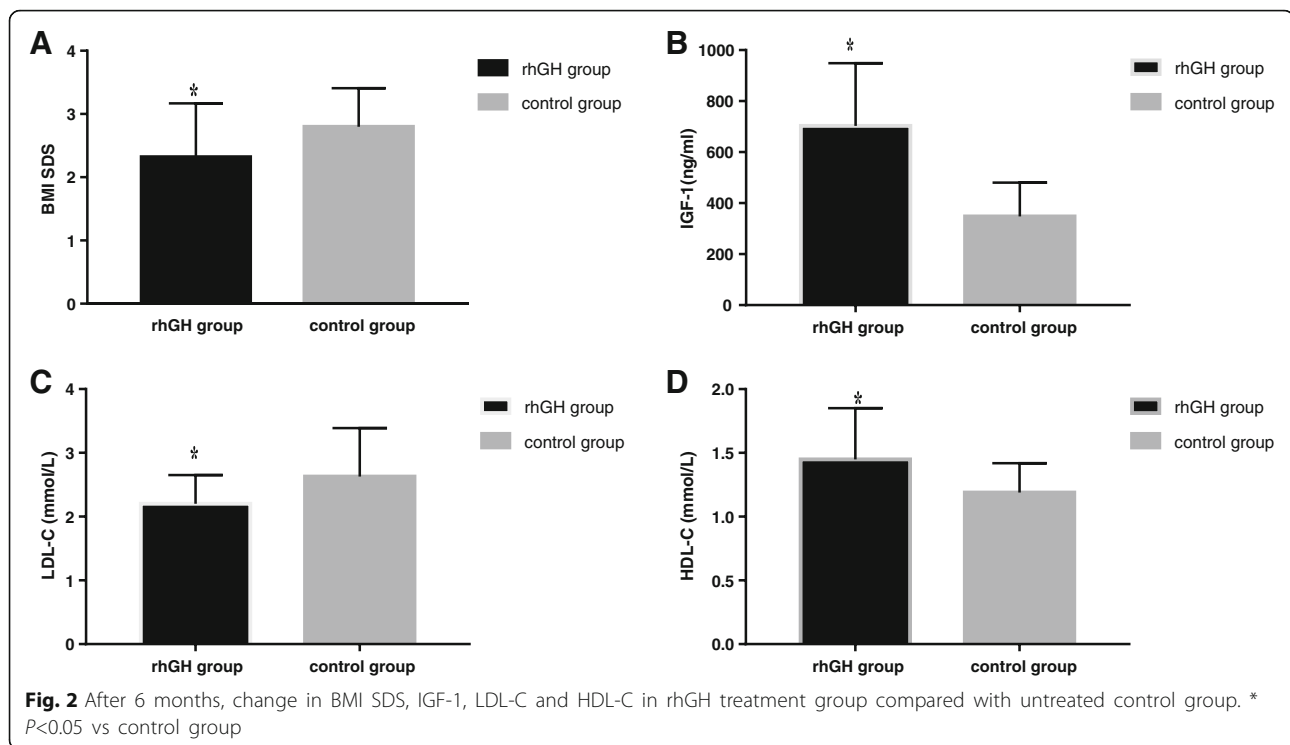 A
BMI SDS
4
3
2
1
0
*
rhGH group
control group
rhGH group
control group
B
IGF-1(ng/ml)
1000
800
600
400
200
0
*
rhGH group
control group
rhGH group
control group
C
LDL-C (mmol/L)
4
3
2
1
0
*
rhGH group
control group
rhGH group
control group
D
HDL-C (mmol/L)
2.0
1.5
1.0
0.5
0.0
*
rhGH group
control group
rhGH group
control group
Fig. 2 After 6 months, change in BMI SDS, IGF-1, LDL-C and HDL-C in rhGH treatment group compared with untreated control group. *
P<0.05 vs control group